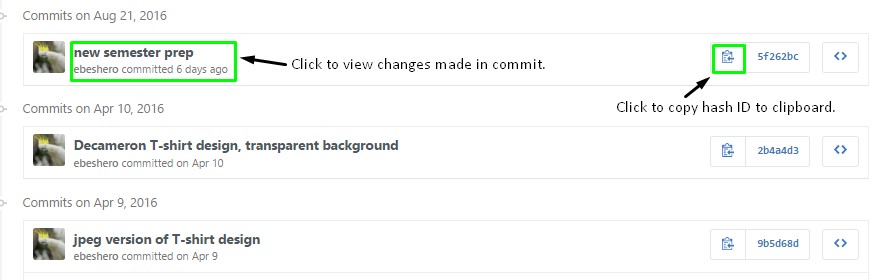 Commits on Aug 21, 2016
new semester prep
ebeshero committed 6 days ago
Click to view changes made in commit.
5f262bc
<>
Click to copy hash ID to clipboard.
Commits on Apr 10, 2016
Decameron T-shirt design, transparent background
ebeshero committed on Apr 10
2b4a4d3
<>
Commits on Apr 9, 2016
jpeg version of T-shirt design
ebeshero committed on Apr 9
9b5d68d
<>